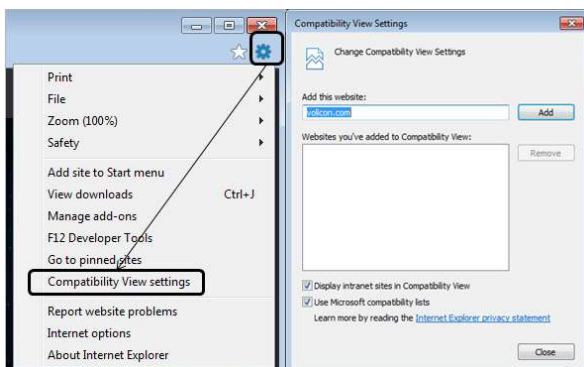 Print
File
Zoom (100%)
Safety
Add site to Start menu
View downloads Ctrl+J
Manage add-ons
F12 Developer Tools
Go to pinned sites
Compatibility View settings
Report website problems
Internet options
About Internet Explorer
Compatibility View Settings
Change Compatibility View Settings
Add this website:
volicon.com Add
Websites you've added to Compatibility View:
Remove
Display intranet sites in Compatibility View
Use Microsoft compatibility lists
Learn more by reading the Internet Explorer privacy statement
Close